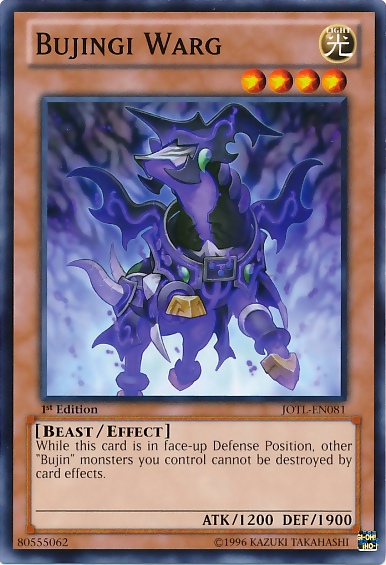 Bujingi Warg
LIGHT
光
1st Edition
JOTL-EN081
[Beast / Effect]
While this card is in face-up Defense Position, other
"Bujin" monsters you control cannot be destroyed by
card effects.
ATK/1200 DEF/1900
80555062
©1996 KAZUKI TAKAHASHI